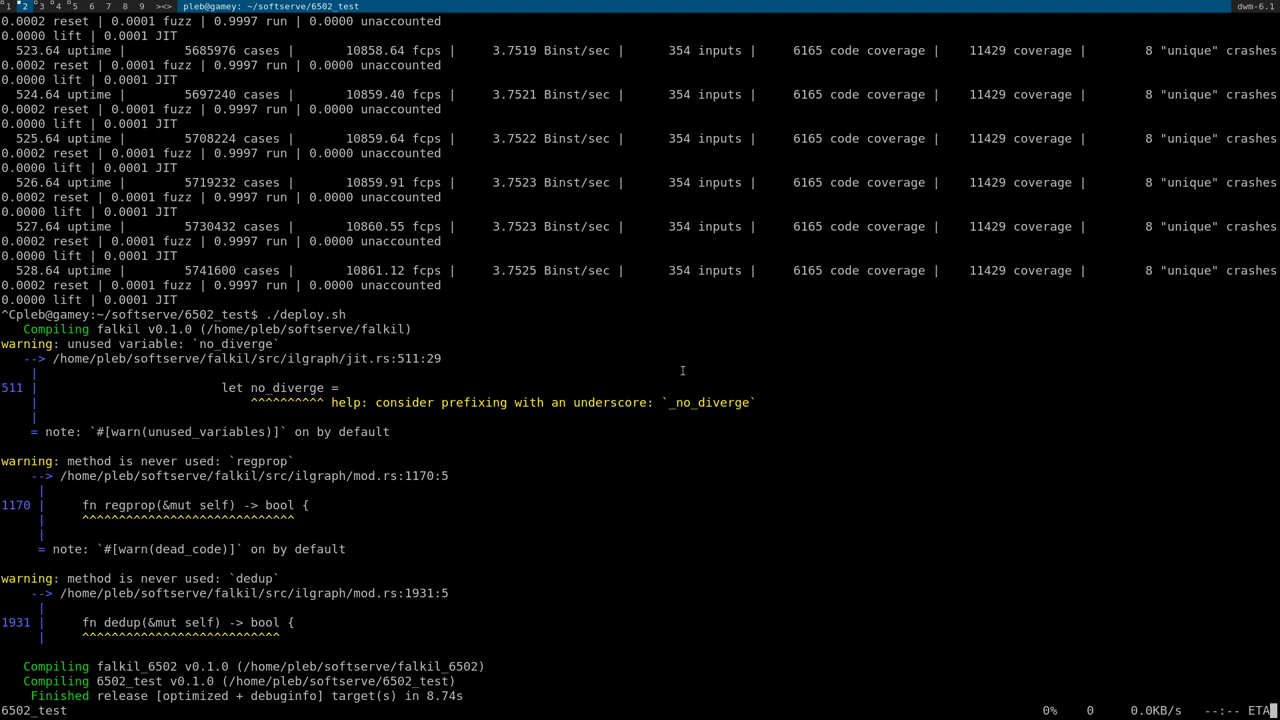 1 2 3 4 5 6 7 8 9 ><> pleb@gamey: ~/softserve/6502_test dwm-6.1
0.0002 reset | 0.0001 fuzz | 0.9997 run | 0.0000 unaccounted
0.0000 lift | 0.0001 JIT
523.64 uptime | 5685976 cases | 10858.64 fcps | 3.7519 Binst/sec | 354 inputs | 6165 code coverage | 11429 coverage | 8 "unique" crashes
0.0002 reset | 0.0001 fuzz | 0.9997 run | 0.0000 unaccounted
0.0000 lift | 0.0001 JIT
524.64 uptime | 5697240 cases | 10859.40 fcps | 3.7521 Binst/sec | 354 inputs | 6165 code coverage | 11429 coverage | 8 "unique" crashes
0.0002 reset | 0.0001 fuzz | 0.9997 run | 0.0000 unaccounted
0.0000 lift | 0.0001 JIT
525.64 uptime | 5708224 cases | 10859.64 fcps | 3.7522 Binst/sec | 354 inputs | 6165 code coverage | 11429 coverage | 8 "unique" crashes
0.0002 reset | 0.0001 fuzz | 0.9997 run | 0.0000 unaccounted
0.0000 lift | 0.0001 JIT
526.64 uptime | 5719232 cases | 10859.91 fcps | 3.7523 Binst/sec | 354 inputs | 6165 code coverage | 11429 coverage | 8 "unique" crashes
0.0002 reset | 0.0001 fuzz | 0.9997 run | 0.0000 unaccounted
0.0000 lift | 0.0001 JIT
527.64 uptime | 5730432 cases | 10860.55 fcps | 3.7523 Binst/sec | 354 inputs | 6165 code coverage | 11429 coverage | 8 "unique" crashes
0.0002 reset | 0.0001 fuzz | 0.9997 run | 0.0000 unaccounted
0.0000 lift | 0.0001 JIT
528.64 uptime | 5741600 cases | 10861.12 fcps | 3.7525 Binst/sec | 354 inputs | 6165 code coverage | 11429 coverage | 8 "unique" crashes
0.0002 reset | 0.0001 fuzz | 0.9997 run | 0.0000 unaccounted
0.0000 lift | 0.0001 JIT
^Cpleb@gamey:~/softserve/6502_test$ ./deploy.sh
Compiling falkil v0.1.0 (/home/pleb/softserve/falkil)
warning: unused variable: `no_diverge`
--> /home/pleb/softserve/falkil/src/ilgraph/jit.rs:511:29
|
511 | let no_diverge =
| ^^^^^^^^^^ help: consider prefixing with an underscore: `_no_diverge`
|
= note: `#[warn(unused_variables)]` on by default
warning: method is never used: `regprop`
--> /home/pleb/softserve/falkil/src/ilgraph/mod.rs:1170:5
|
1170 | fn regprop(&mut self) -> bool {
| ^^^^^^^^^^^^^^^^^^^^^^^^^^^^^
|
= note: `#[warn(dead_code)]` on by default
warning: method is never used: `dedup`
--> /home/pleb/softserve/falkil/src/ilgraph/mod.rs:1931:5
|
1931 | fn dedup(&mut self) -> bool {
| ^^^^^^^^^^^^^^^^^^^^^^^^^^^
Compiling falkil_6502 v0.1.0 (/home/pleb/softserve/falkil_6502)
Compiling 6502_test v0.1.0 (/home/pleb/softserve/6502_test)
Finished release [optimized + debuginfo] target(s) in 8.74s
6502_test 0% 0 0.0KB/s --:-- ETA